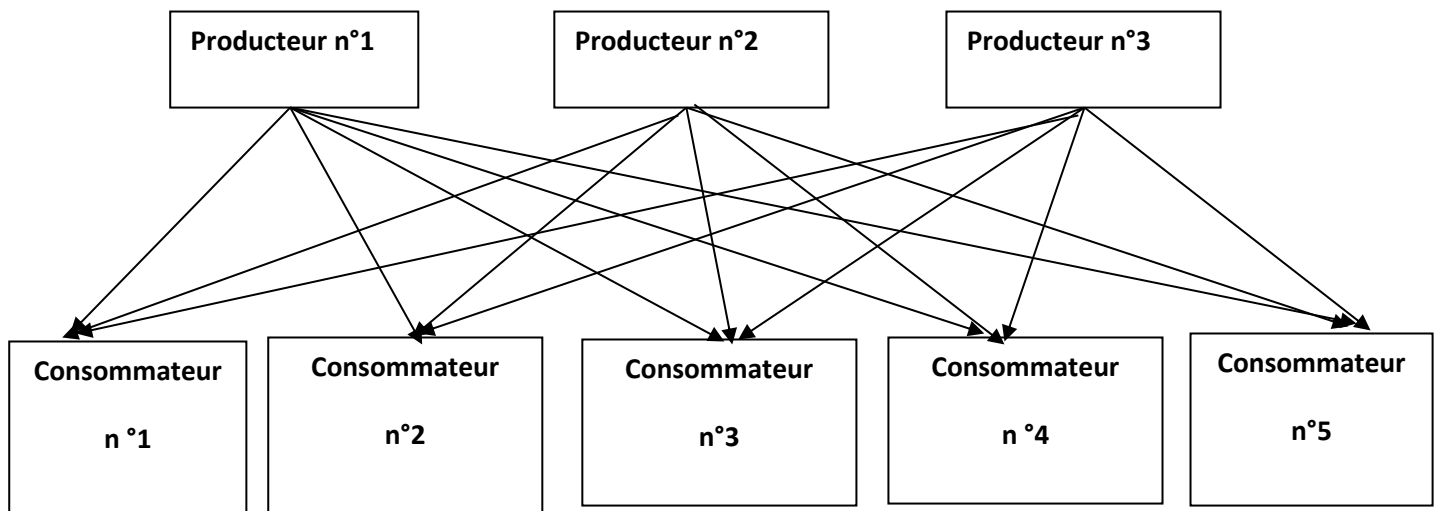 Producteur n°1
Producteur n°2
Producteur n°3
Consommateur
n °1
Consommateur
n°2
Consommateur
n°3
Consommateur
n °4
Consommateur
n°5